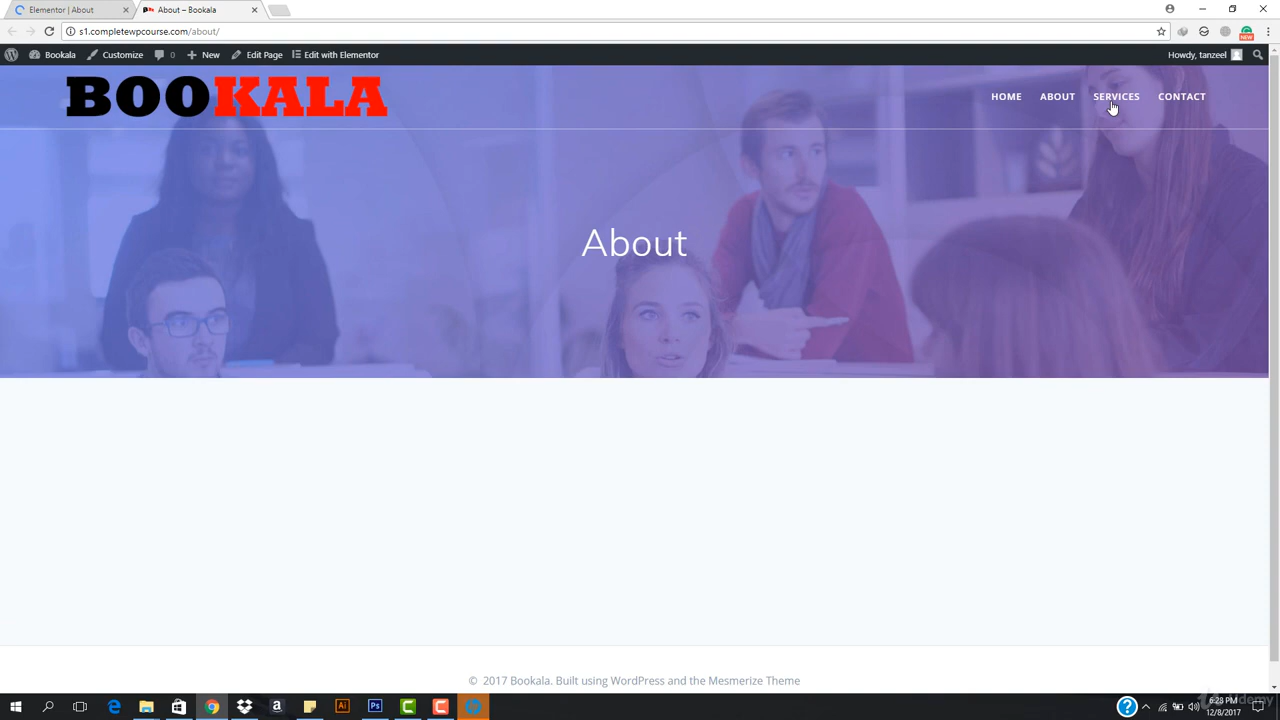 Elementor | About
About – Bookala
s1.completewpcourse.com/about/
NEW
Bookala
Customize
0
New
Edit Page
Edit with Elementor
Howdy, tanzeel
BOOKALA
HOME
ABOUT
SERVICES
CONTACT
About
© 2017 Bookala. Built using WordPress and the Mesmerize Theme
6:28 PM
12/8/2017